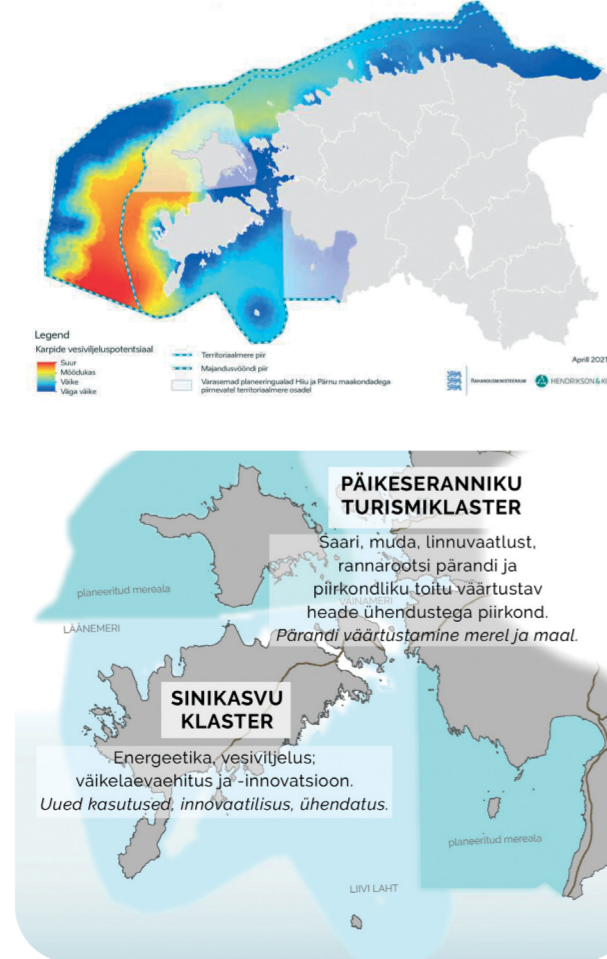 Legend
Karpide vesiviljeluspotentsiaal
Suur
Möödukas
Väike
Väga väike
Territoriaalmere piir
Majandusvööndi piir
Varasemad planeeringualad Hiiu ja Pärnu maakondadega
piirnevatel territoriaalmere osadel
Aprill 2021
RAHANDUSMINISTEERIUM
HENDRIKSON & K
PÄIKESERANNIKU
TURISMIKLASTER
Saari, muda, linnuvaatlust,
rannarootsi pärandi ja
piirkondliku toitu väärtustav
heade ühendustega piirkond.
Pärandi väärtustamine merel ja maal.
planeeritud mereala
VÄINAMERI
LÄÄNEMERI
SINIKASVU
KLASTER
Energeetika, vesiviljelus;
väikelaevaehitus ja -innovatsioon.
Uued kasutused, innovaatilisus, ühendatus.
planeeritud mereala
LIIVI LAHT